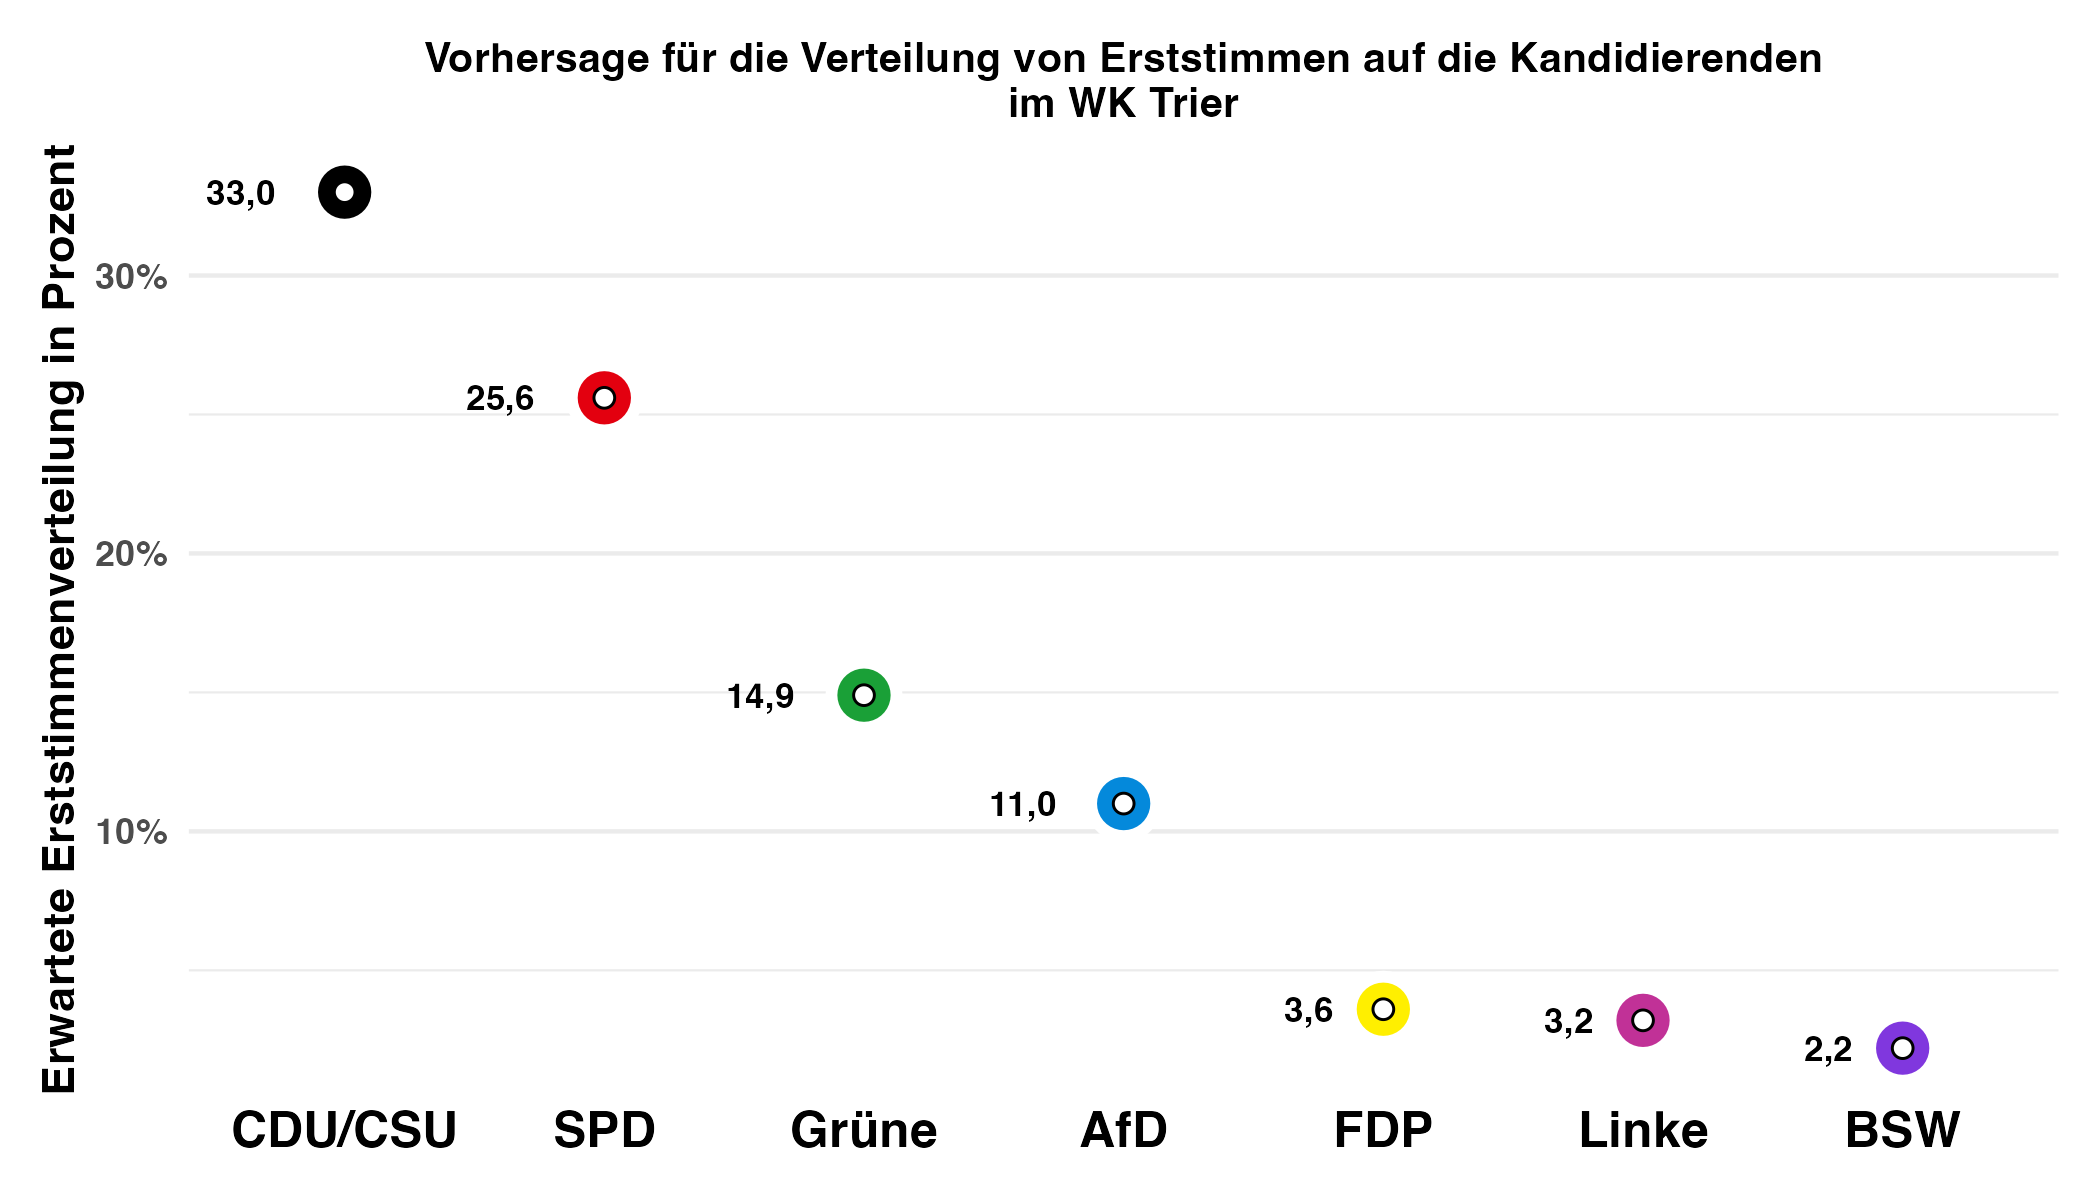 Vorhersage für die Verteilung von Erststimmen auf die Kandidierenden
im WK Trier
Erwartete Erststimmenverteilung in Prozent
33,0
30%
25,6
20%
14,9
11,0
10%
3,6
3,2
2,2
CDU/CSU SPD Grüne AfD FDP Linke BSW